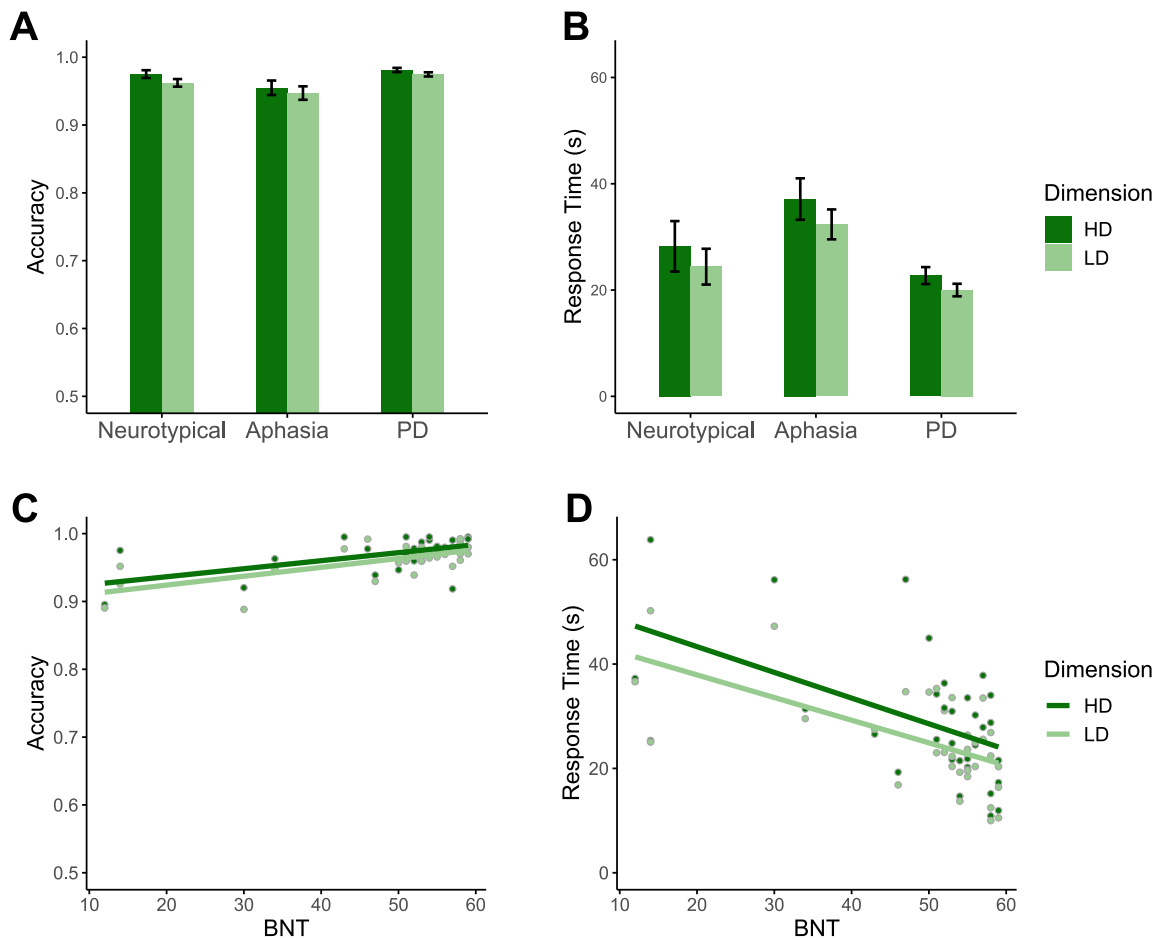 A
Accuracy
1.0
0.9
0.8
0.7
0.6
0.5
Neurotypical Aphasia PD
B
Response Time (s)
60
40
20
0
Neurotypical Aphasia PD
Dimension
HD
LD
C
Accuracy
1.0
0.9
0.8
0.7
0.6
0.5
10 20 30 40 50 60
BNT
D
Response Time (s)
60
40
20
0
10 20 30 40 50 60
BNT
Dimension
HD
LD